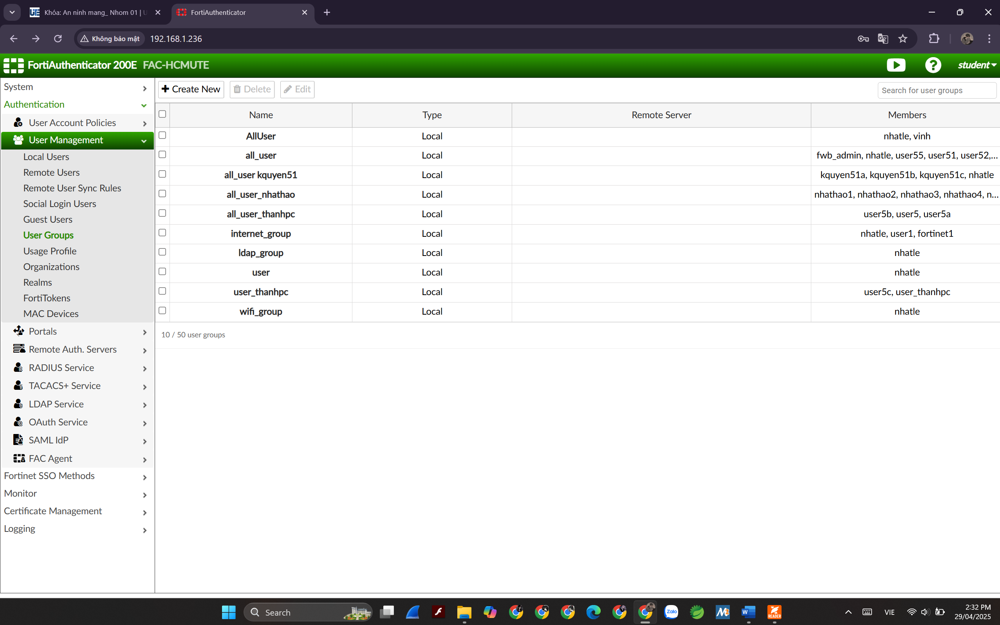 Khóa: An ninh mang_ Nhom 01 | U
FortiAuthenticator
Không bảo mật
192.168.1.236
FortiAuthenticator 200E FAC-HCMUTE
student
System
Authentication
User Account Policies
User Management
Local Users
Remote Users
Remote User Sync Rules
Social Login Users
Guest Users
User Groups
Usage Profile
Organizations
Realms
FortiTokens
MAC Devices
Portals
Remote Auth. Servers
RADIUS Service
TACACS+ Service
LDAP Service
OAuth Service
SAML IdP
FAC Agent
Fortinet SSO Methods
Monitor
Certificate Management
Logging
Create New Delete Edit
Search for user groups
Name Type Remote Server Members
AllUser Local nhatle, vinh
all_user Local fwb_admin, nhatle, user55, user51, user52,...
all_user kquyen51 Local kquyen51a, kquyen51b, kquyen51c, nhatle
all_user_nhathao Local nhathao1, nhathao2, nhathao3, nhathao4, n...
all_user_thanhpc Local user5b, user5, user5a
internet_group Local nhatle, user1, fortinet1
ldap_group Local nhatle
user Local nhatle
user_thanhpc Local user5c, user_thanhpc
wifi_group Local nhatle
10 / 50 user groups
Search
Zalo
READER
VIE
2:32 PM
29/04/2025